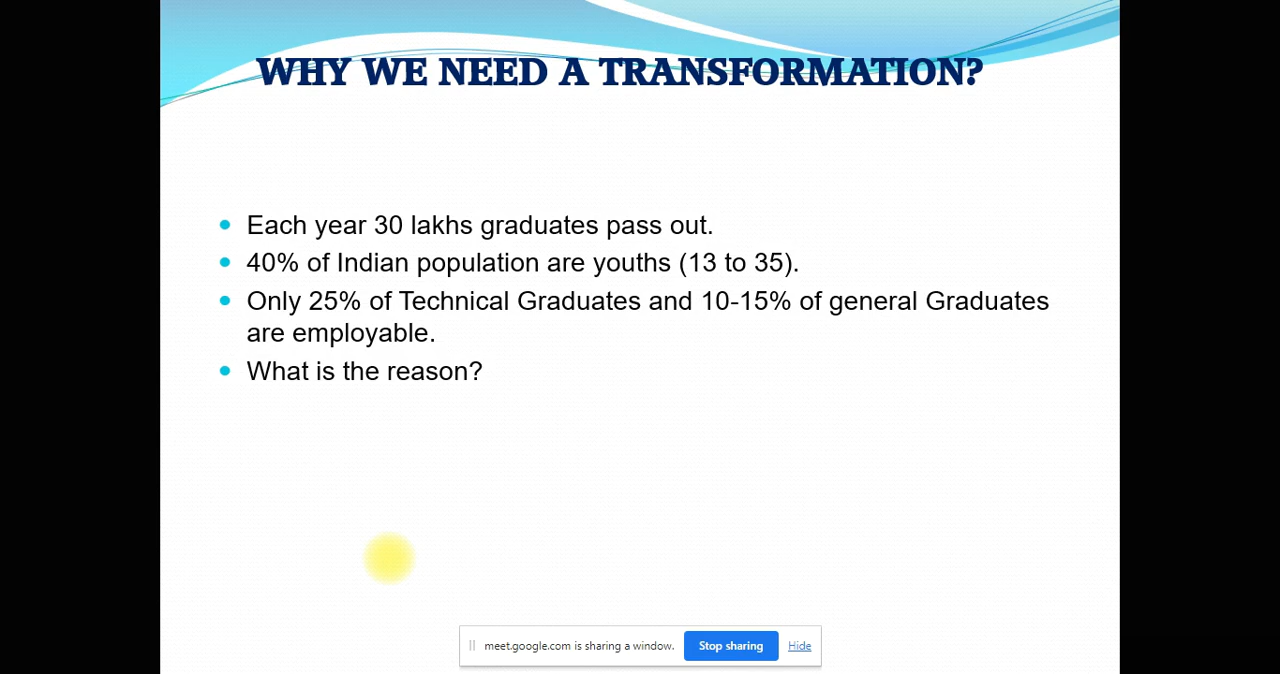 WHY WE NEED A TRANSFORMATION?
Each year 30 lakhs graduates pass out.
40% of Indian population are youths (13 to 35).
Only 25% of Technical Graduates and 10-15% of general Graduates
are employable.
What is the reason?
meet.google.com is sharing a window. Stop sharing Hide